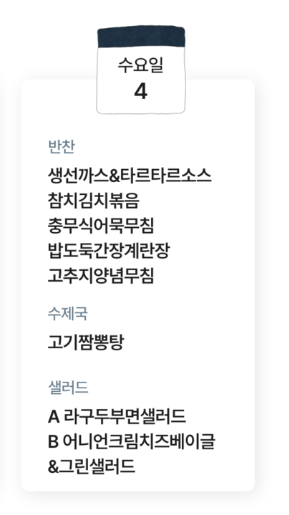 수요일
4
반찬
생선까스&타르타르소스
참치김치볶음
충무식어묵무침
밥도둑간장계란장
고추지양념무침
수제국
고기짬뽕탕
샐러드
A 라구두부면샐러드
B 어니언크림치즈베이글
&그린샐러드